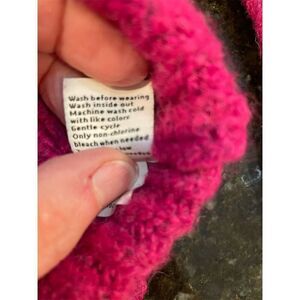 Wash before wearing
Wash inside out
Machine wash cold
with like colors
Gentle cycle
Only non-chlorine
bleach when needed
low